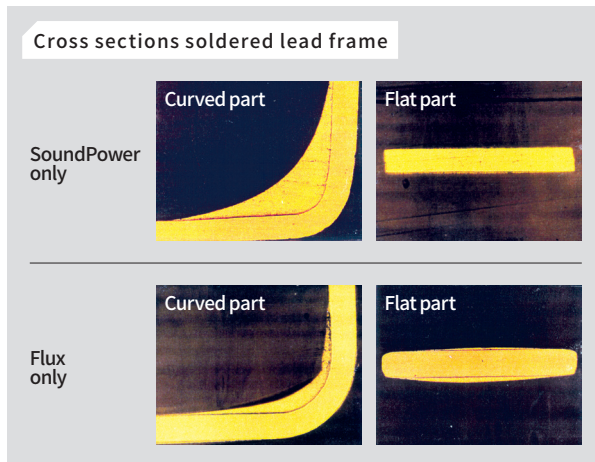 Cross sections soldered lead frame
Curved part
Flat part
SoundPower
only
Curved part
Flat part
Flux
only